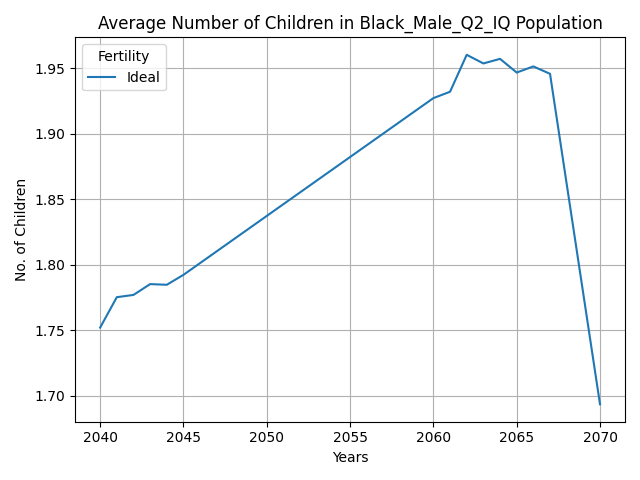 Average Number of Children in Black_Male_Q2_IQ Population
Fertility
Ideal
No. of Children
1.95
1.90
1.85
1.80
1.75
1.70
2040 2045 2050 2055 2060 2065 2070
Years